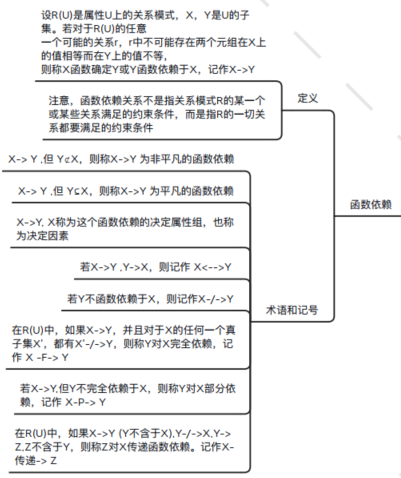 设R(U)是属性U上的关系模式，X，Y是U的子
集。若对于R(U)的任意
一个可能的关系r，r中不可能存在两个元组在X上
的值相等而在Y上的值不等，
则称X函数确定Y或Y函数依赖于X，记作X->Y
注意，函数依赖关系不是指关系模式R的某一个
或某些关系满足的约束条件，而是指R的一切关
系都要满足的约束条件
定义
X-> Y ,但 Y⊄X，则称X->Y 为非平凡的函数依赖
X-> Y ,但 Y⊆X，则称X->Y 为平凡的函数依赖
X->Y, X称为这个函数依赖的决定属性组，也称
为决定因素
若X->Y ,Y->X，则记作 X<-->Y
若Y不函数依赖于X，则记作X-/->Y
在R(U)中，如果X->Y，并且对于X的任何一个真
子集X'，都有X'-/->Y，则称Y对X完全依赖，记
作 X -F-> Y
若X->Y,但Y不完全依赖于X，则称Y对X部分依
赖，记作 X-P-> Y
在R(U)中，如果X->Y (Y不含于X),Y-/->X,Y->
Z,Z不含于Y，则称Z对X传递函数依赖。记作X-
传递-> Z
术语和记号
函数依赖